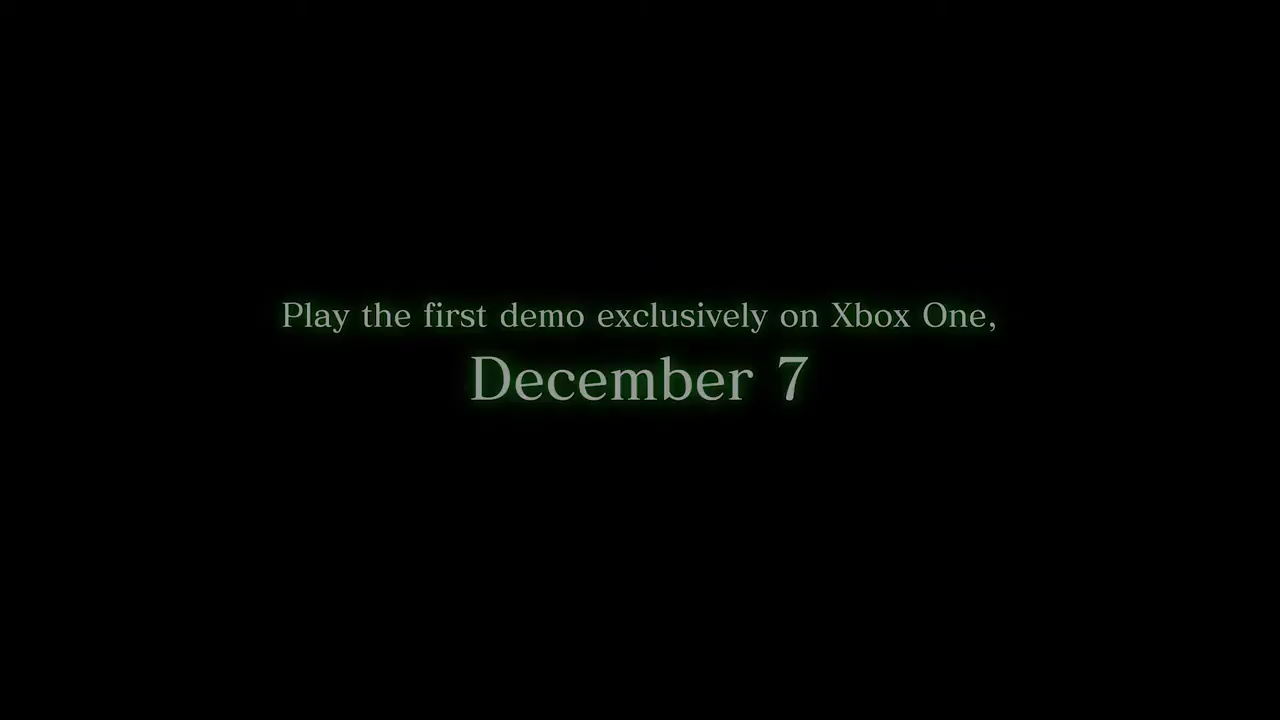 Play the first demo exclusively on Xbox One,
December 7